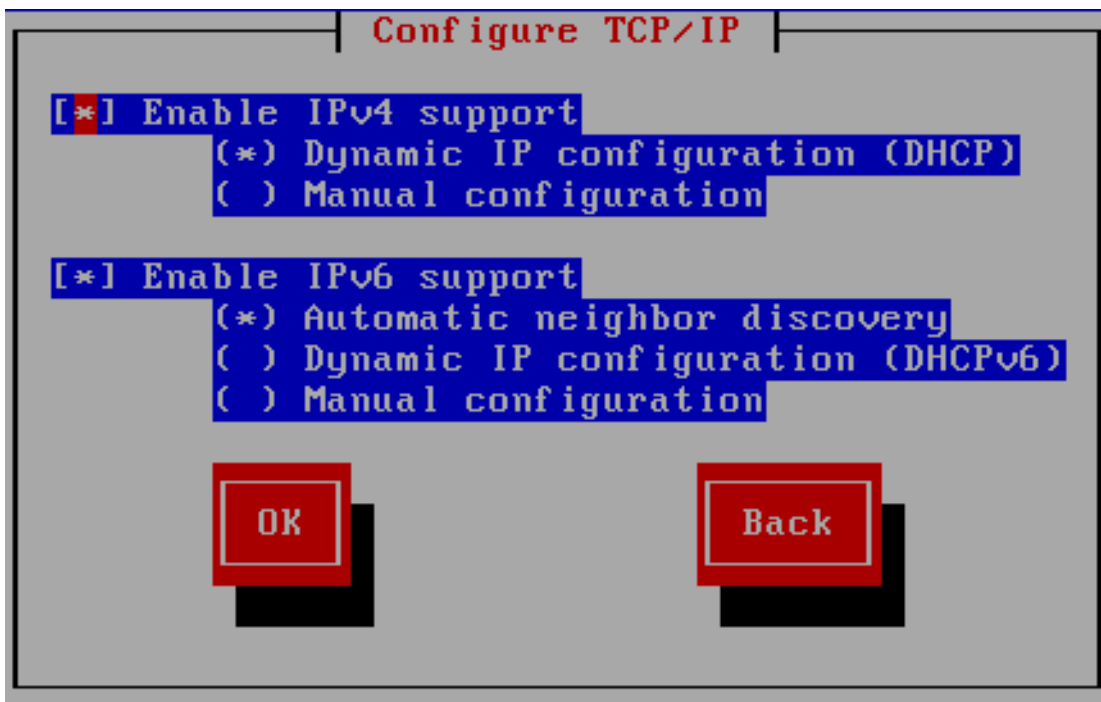 Configure TCP/IP
[*] Enable IPv4 support
(*) Dynamic IP configuration (DHCP)
( ) Manual configuration
[*] Enable IPv6 support
(*) Automatic neighbor discovery
( ) Dynamic IP configuration (DHCPv6)
( ) Manual configuration
OK
Back